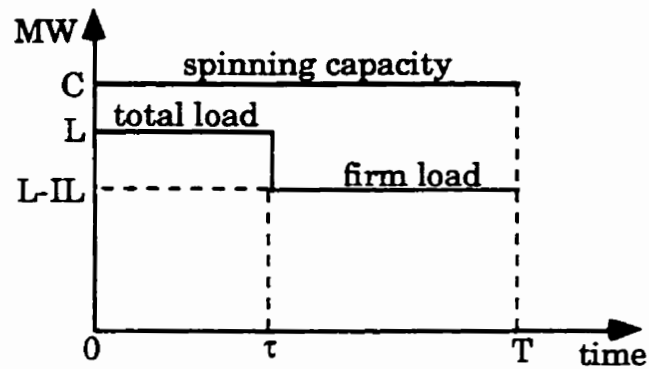 MW
spinning capacity
C
total load
L
firm load
L-IL
0
τ
T
time